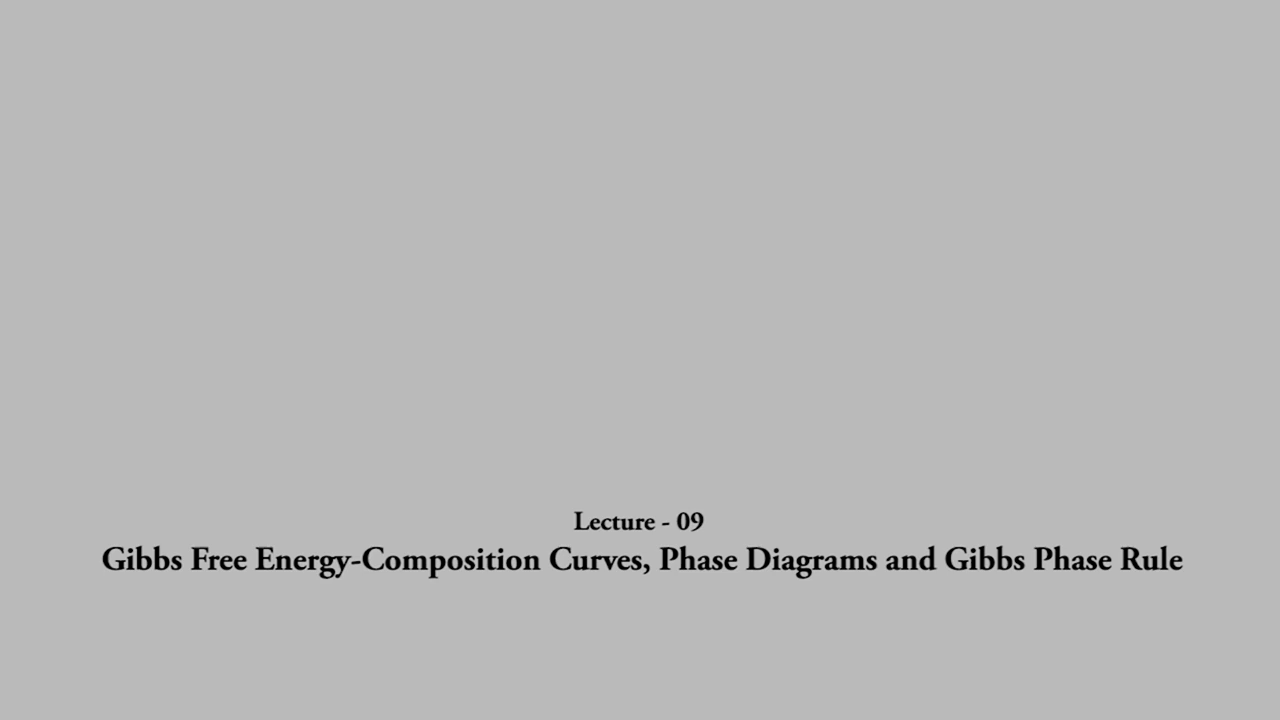 Lecture - 09
Gibbs Free Energy-Composition Curves, Phase Diagrams and Gibbs Phase Rule